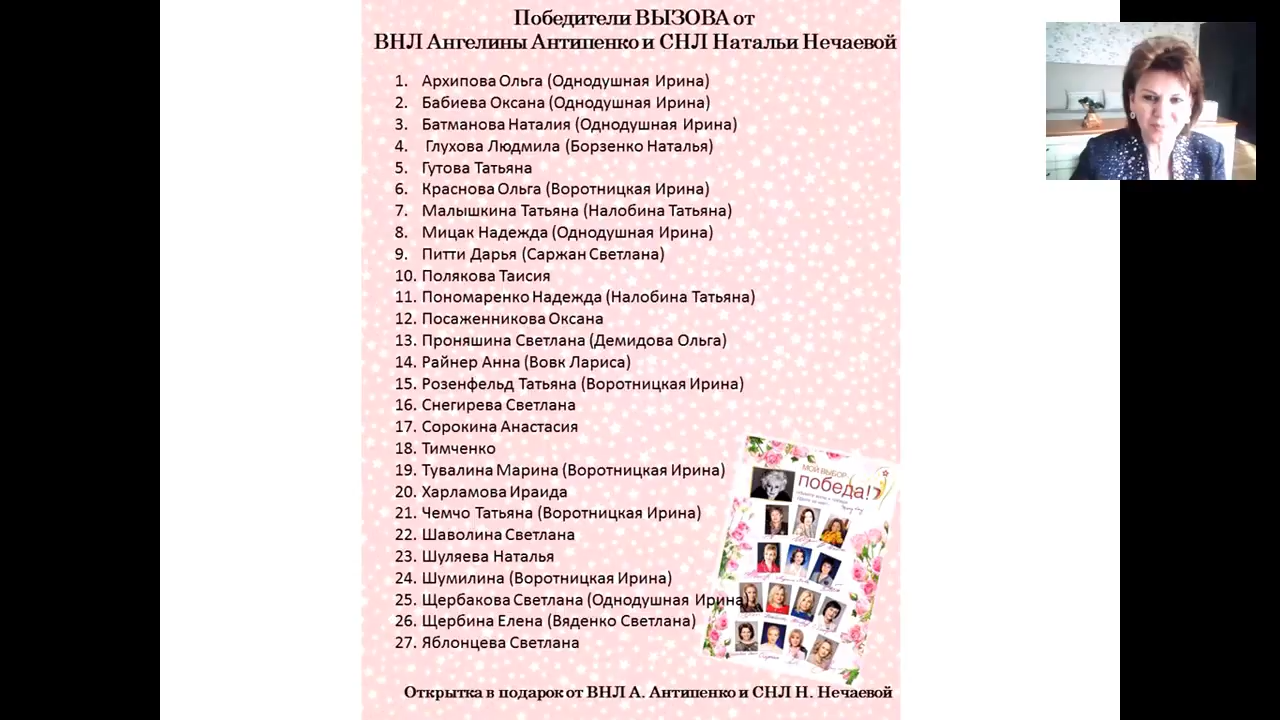 Победители ВЫЗОВА от
ВНЛ Ангелины Антипенко и СНЛ Натальи Нечаевой
1. Архипова Ольга (Однодушная Ирина)
2. Бабиева Оксана (Однодушная Ирина)
3. Батманова Наталия (Однодушная Ирина)
4. Глухова Людмила (Борзенко Наталья)
5. Гутова Татьяна
6. Краснова Ольга (Воротницкая Ирина)
7. Малышкина Татьяна (Налобина Татьяна)
8. Мицак Надежда (Однодушная Ирина)
9. Питти Дарья (Саржан Светлана)
10. Полякова Таисия
11. Пономаренко Надежда (Налобина Татьяна)
12. Посаженникова Оксана
13. Проняшина Светлана (Демидова Ольга)
14. Райнер Анна (Вовк Лариса)
15. Розенфельд Татьяна (Воротницкая Ирина)
16. Снегирева Светлана
17. Сорокина Анастасия
18. Тимченко
19. Тувалина Марина (Воротницкая Ирина)
20. Харламова Ираида
21. Чемчо Татьяна (Воротницкая Ирина)
22. Шаволина Светлана
23. Шуляева Наталья
24. Шумилина (Воротницкая Ирина)
25. Щербакова Светлана (Однодушная Ирина
26. Щербина Елена (Вяденко Светлана)
27. Яблонцева Светлана
МОЙ ВЫБОР
победа!
Открытка в подарок от ВНЛ А. Антипенко и СНЛ Н. Нечаевой